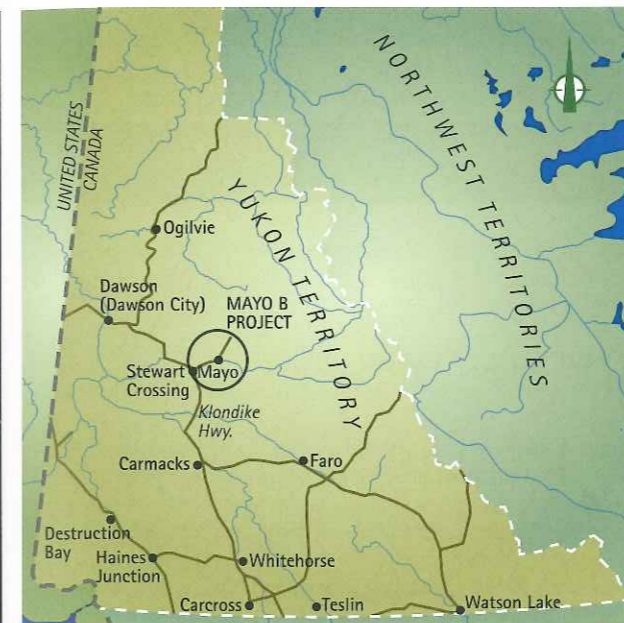 NORTHWEST TERRITORIES
UNITED STATES
CANADA
YUKON TERRITORY
Ogilvie
Dawson
(Dawson City)
MAYO B
PROJECT
Stewart
Crossing
Mayo
Klondike
Hwy.
Carmacks
Faro
Destruction
Bay
Haines
Junction
Whitehorse
Carcross
Teslin
Watson Lake